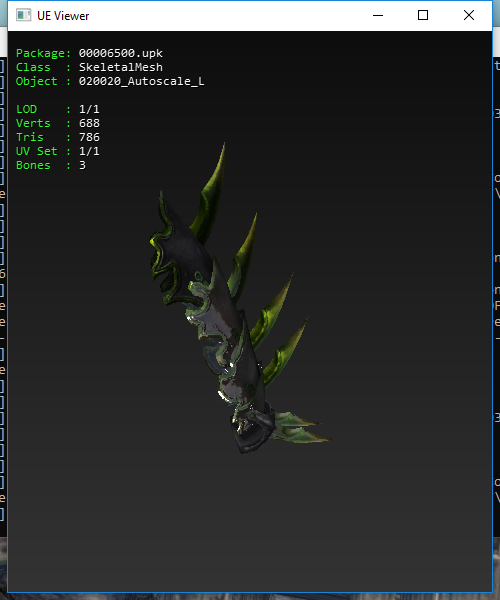 UE Viewer
Package: 00006500.upk
Class : SkeletalMesh
Object : 020020_Autoscale_L
LOD : 1/1
Verts : 688
Tris : 786
UV Set : 1/1
Bones : 3